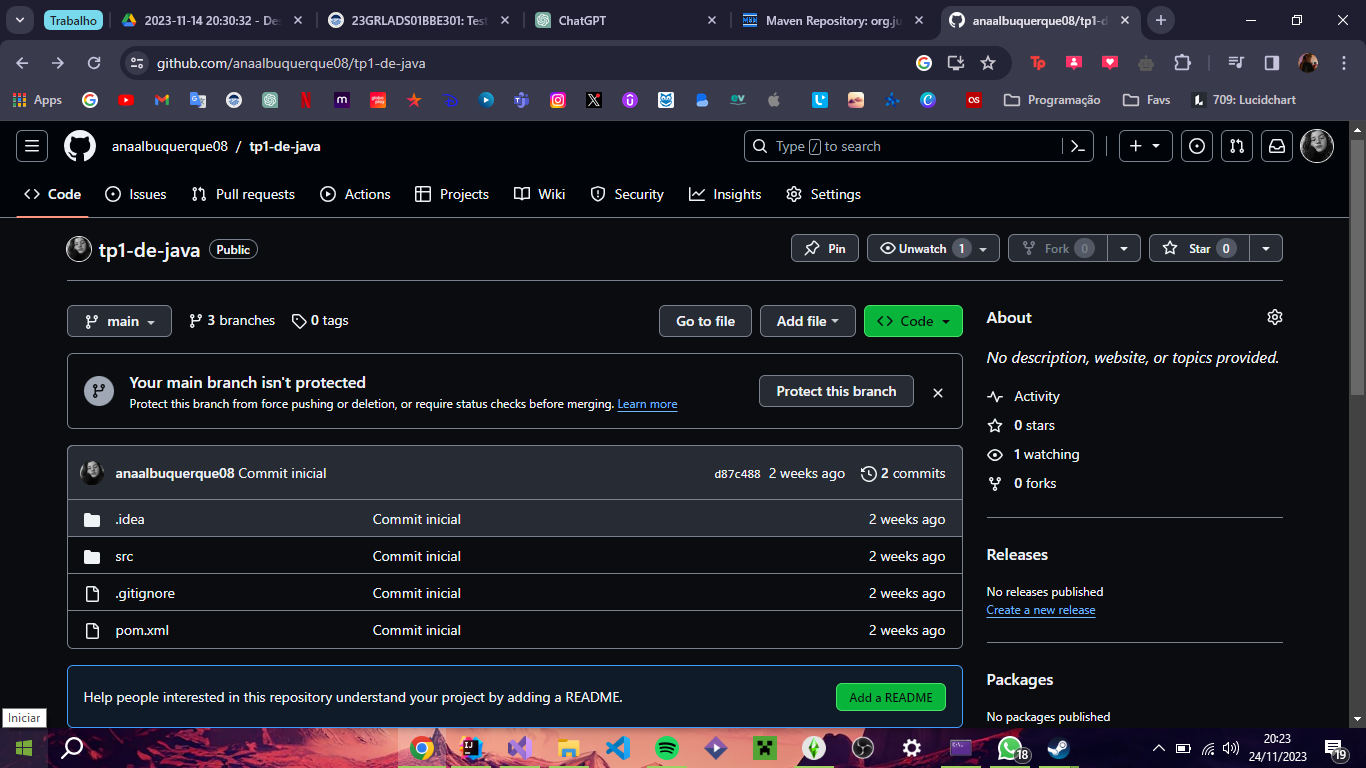 Trabalho
2023-11-14 20:30:32 - De
23GRLADS01BBE301: Test
ChatGPT
Maven Repository: org.ju
anaalbuquerque08/tp1-d
github.com/anaalbuquerque08/tp1-de-java
Apps
Programação
Favs
709: Lucidchart
anaalbuquerque08 / tp1-de-java
Type / to search
Code
Issues
Pull requests
Actions
Projects
Wiki
Security
Insights
Settings
tp1-de-java
Public
Pin
Unwatch 1
Fork 0
Star 0
main
3 branches
0 tags
Go to file
Add file
Code
Your main branch isn't protected
Protect this branch from force pushing or deletion, or require status checks before merging. Learn more
Protect this branch
anaalbuquerque08 Commit inicial
d87c488 2 weeks ago
2 commits
.idea Commit inicial 2 weeks ago
src Commit inicial 2 weeks ago
.gitignore Commit inicial 2 weeks ago
pom.xml Commit inicial 2 weeks ago
Help people interested in this repository understand your project by adding a README.
Add a README
About
No description, website, or topics provided.
Activity
0 stars
1 watching
0 forks
Releases
No releases published
Create a new release
Packages
No packages published
Iniciar
18
20:23
24/11/2023
19